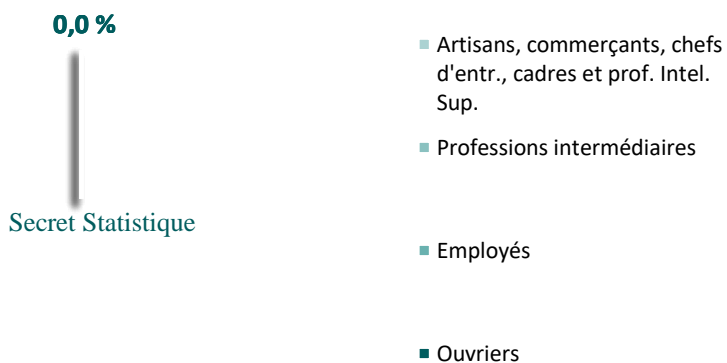 0,0 %
Secret Statistique
Artisans, commerçants, chefs
d'entr., cadres et prof. Intel.
Sup.
Professions intermédiaires
Employés
Ouvriers